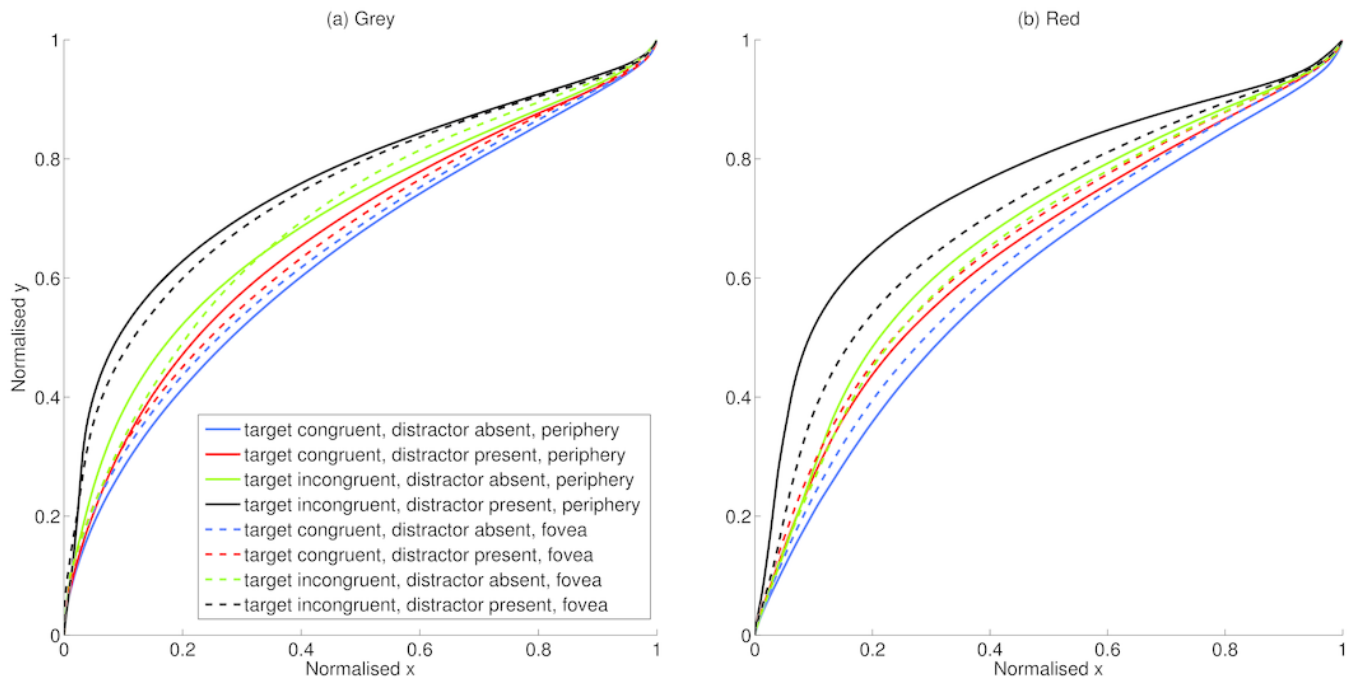 (a) Grey
(b) Red
1
0.8
0.6
0.4
0.2
0
Normalised y
target congruent, distractor absent, periphery
target congruent, distractor present, periphery
target incongruent, distractor absent, periphery
target incongruent, distractor present, periphery
target congruent, distractor absent, fovea
target congruent, distractor present, fovea
target incongruent, distractor absent, fovea
target incongruent, distractor present, fovea
0 0.2 0.4 0.6 0.8 1
Normalised x
1
0.8
0.6
0.4
0.2
0
0 0.2 0.4 0.6 0.8 1
Normalised x